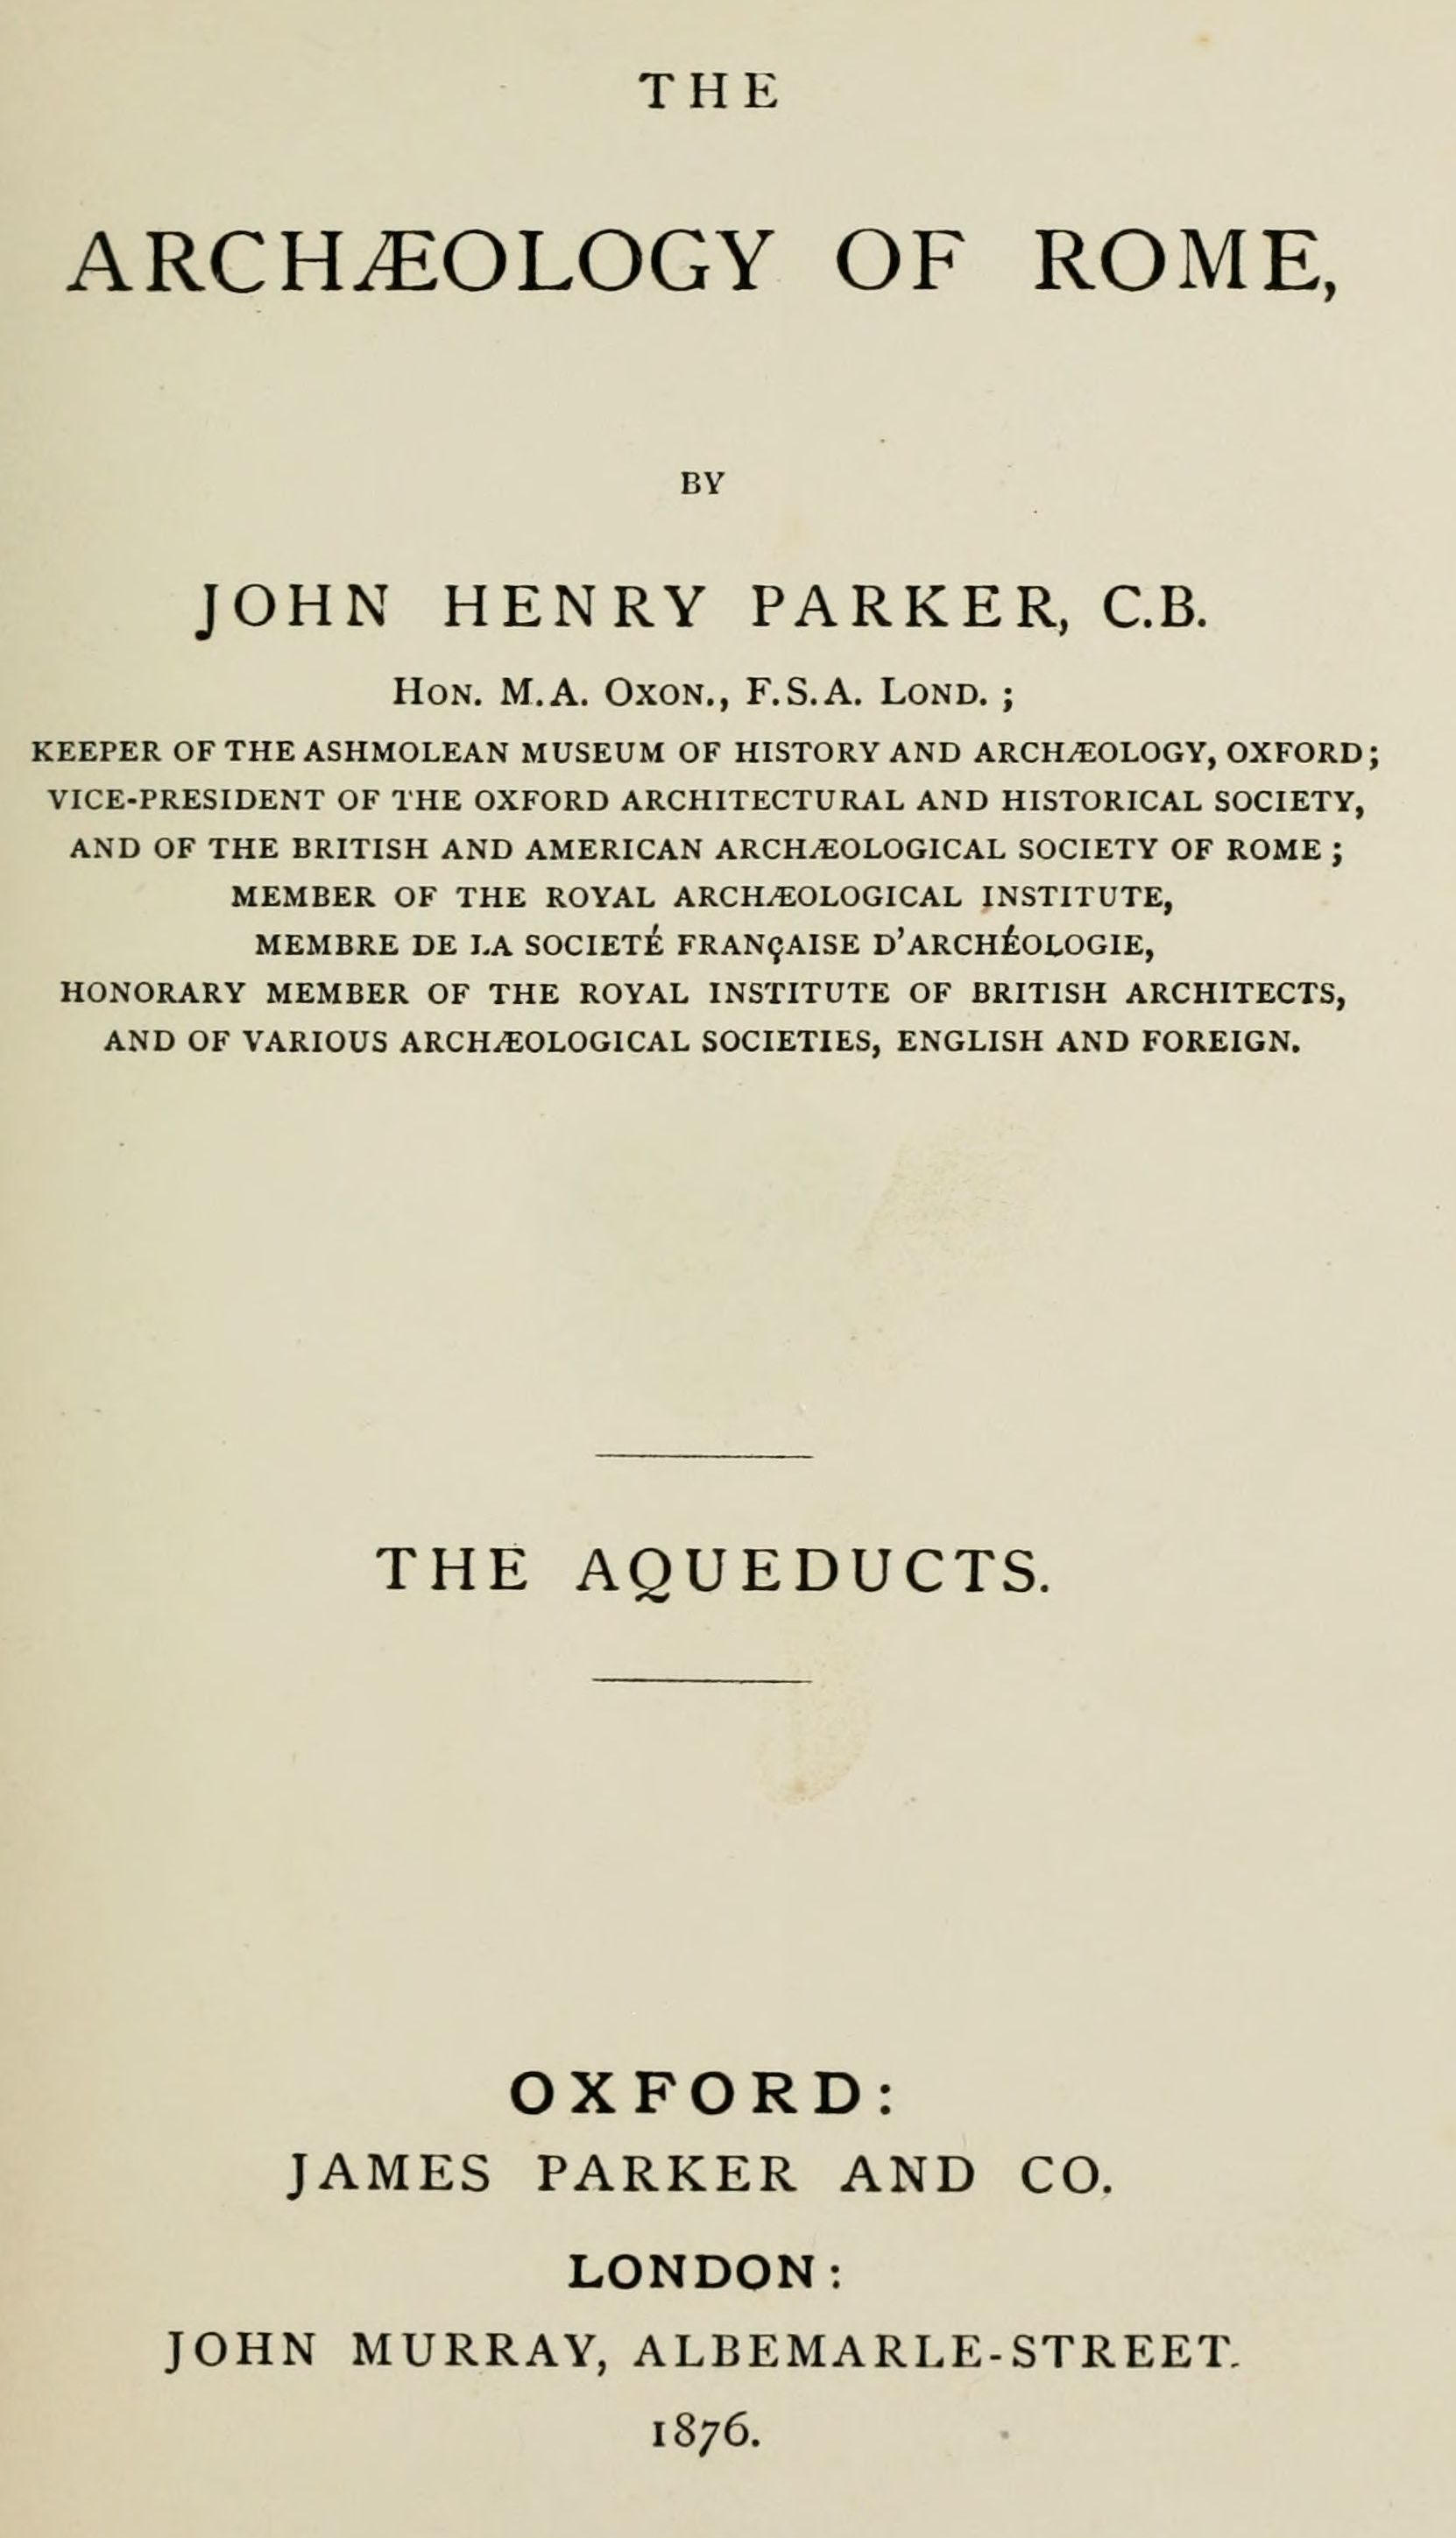 THE
ARCHÆOLOGY OF ROME,
BY
JOHN HENRY PARKER, C.B.
HON. M.A. OXON., F.S.A. LOND. ;
KEEPER OF THE ASHMOLEAN MUSEUM OF HISTORY AND ARCHÆOLOGY, OXFORD;
VICE-PRESIDENT OF THE OXFORD ARCHITECTURAL AND HISTORICAL SOCIETY,
AND OF THE BRITISH AND AMERICAN ARCHÆOLOGICAL SOCIETY OF ROME ;
MEMBER OF THE ROYAL ARCHÆOLOGICAL INSTITUTE,
MEMBRE DE LA SOCIETÉ FRANÇAISE D'ARCHÉOLOGIE,
HONORARY MEMBER OF THE ROYAL INSTITUTE OF BRITISH ARCHITECTS,
AND OF VARIOUS ARCHÆOLOGICAL SOCIETIES, ENGLISH AND FOREIGN.
THE AQUEDUCTS.
OXFORD:
JAMES PARKER AND CO.
LONDON:
JOHN MURRAY, ALBEMARLE-STREET.
1876.